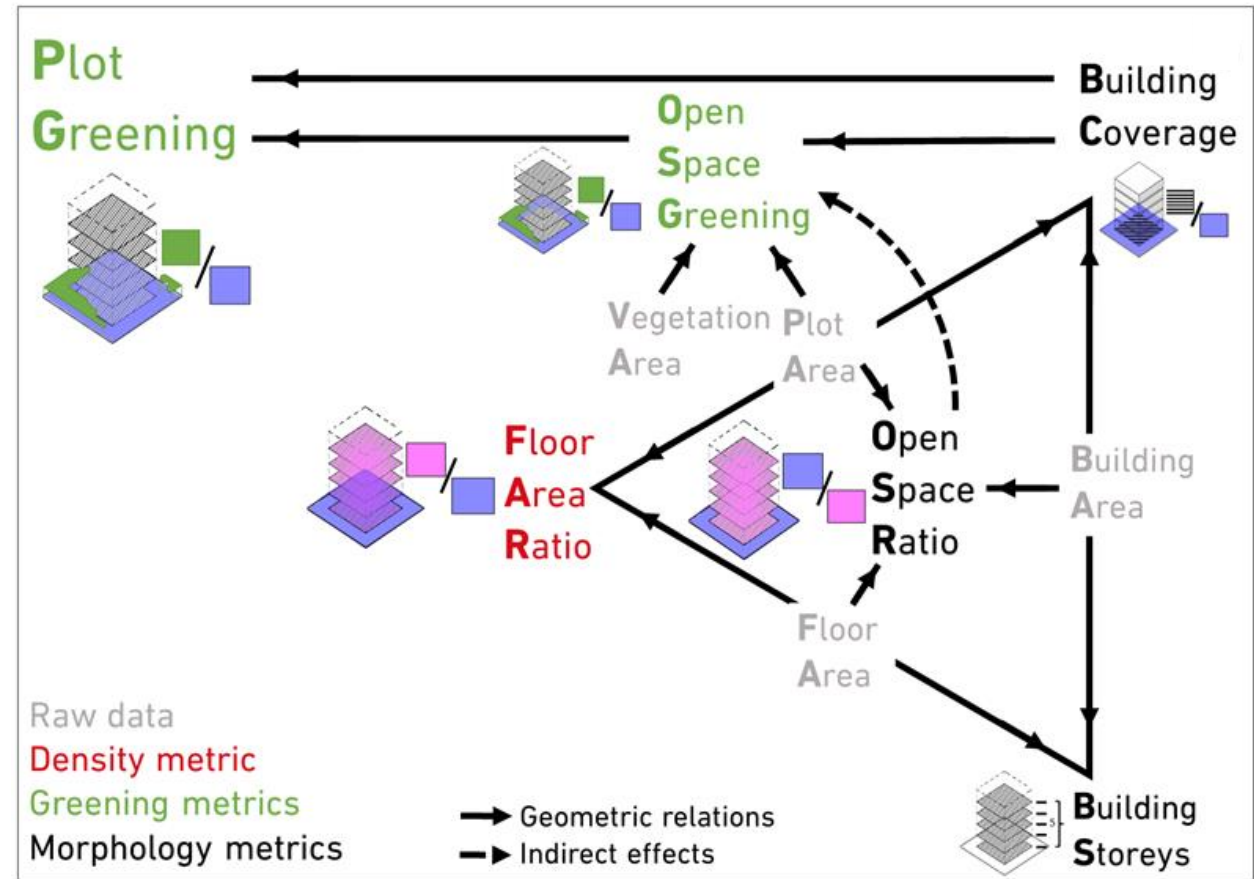 Plot
Greening
Building
Coverage
Open
Space
Greening
Vegetation
Area
Plot
Area
Floor
Area
Ratio
Open
Space
Ratio
Building
Area
Floor
Area
Raw data
Density metric
Greening metrics
Morphology metrics
Geometric relations
Indirect effects
s
Building
Storeys